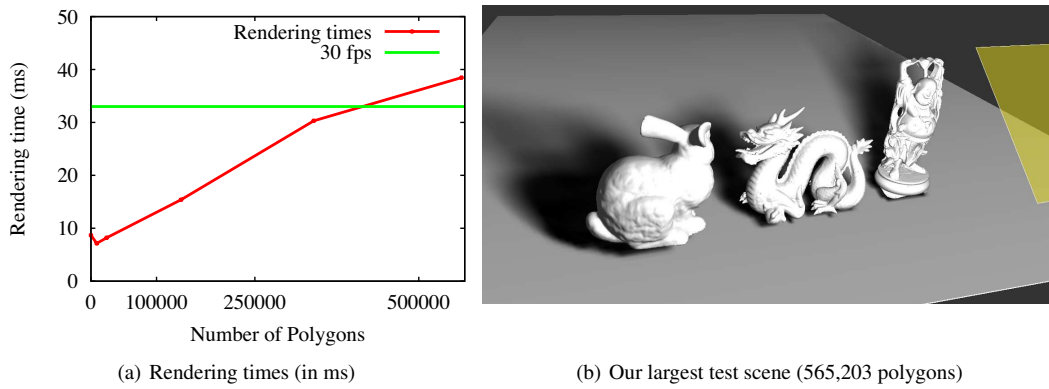 50
40
30
20
10
0
Rendering time (ms)
Rendering times
30 fps
0 100000 250000 500000
Number of Polygons
(a) Rendering times (in ms)
(b) Our largest test scene (565,203 polygons)